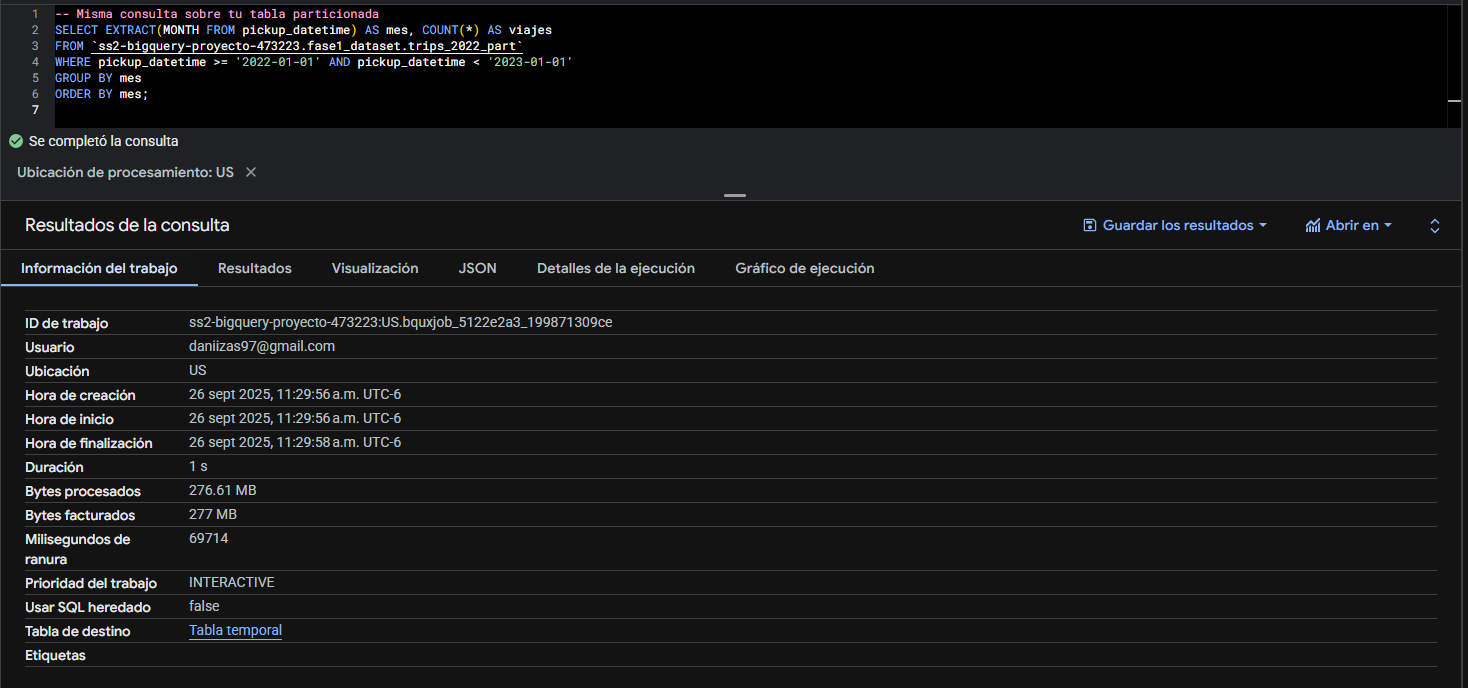 1 -- Misma consulta sobre tu tabla particionada
2 SELECT EXTRACT(MONTH FROM pickup_datetime) AS mes, COUNT(*) AS viajes
3 FROM `ss2-bigquery-proyecto-473223.fase1_dataset.trips_2022_part`
4 WHERE pickup_datetime >= '2022-01-01' AND pickup_datetime < '2023-01-01'
5 GROUP BY mes
6 ORDER BY mes;
7
Se completó la consulta
Ubicación de procesamiento: US
Resultados de la consulta
Guardar los resultados
Abrir en
Información del trabajo Resultados Visualización JSON Detalles de la ejecución Gráfico de ejecución
ID de trabajo ss2-bigquery-proyecto-473223:US.bquxjob_5122e2a3_199871309ce
Usuario daniizas97@gmail.com
Ubicación US
Hora de creación 26 sept 2025, 11:29:56 a.m. UTC-6
Hora de inicio 26 sept 2025, 11:29:56 a.m. UTC-6
Hora de finalización 26 sept 2025, 11:29:58 a.m. UTC-6
Duración 1 s
Bytes procesados 276.61 MB
Bytes facturados 277 MB
Milisegundos de 69714
ranura
Prioridad del trabajo INTERACTIVE
Usar SQL heredado false
Tabla de destino Tabla temporal
Etiquetas